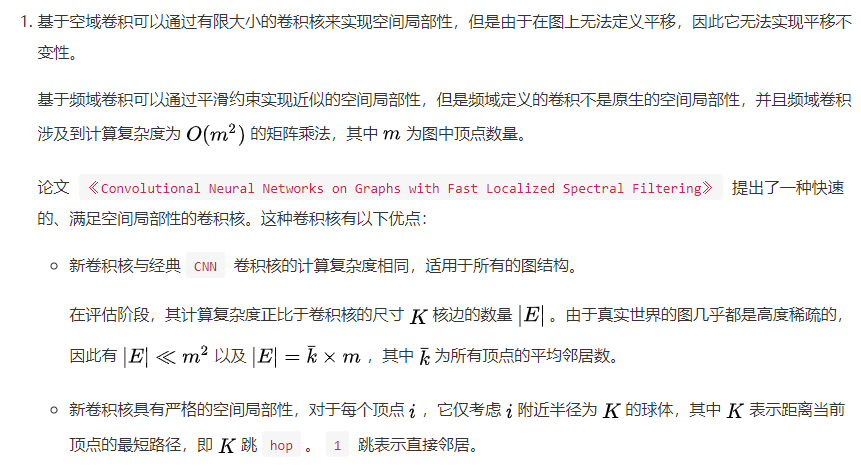 1. 基于空域卷积可以通过有限大小的卷积核来实现空间局部性，但是由于在图上无法定义平移，因此它无法实现平移不
变性。
基于频域卷积可以通过平滑约束实现近似的空间局部性，但是频域定义的卷积不是原生的空间局部性，并且频域卷积
涉及到计算复杂度为 O(m²) 的矩阵乘法，其中 m 为图中顶点数量。
论文 《Convolutional Neural Networks on Graphs with Fast Localized Spectral Filtering》 提出了一种快速
的、满足空间局部性的卷积核。这种卷积核有以下优点：
○ 新卷积核与经典 CNN 卷积核的计算复杂度相同，适用于所有的图结构。
在评估阶段，其计算复杂度正比于卷积核的尺寸 K 核边的数量 |E| 。由于真实世界的图几乎都是高度稀疏的，
因此有 |E| ≪ m² 以及 |E| = k̄ × m ，其中 k̄ 为所有顶点的平均邻居数。
○ 新卷积核具有严格的空间局部性，对于每个顶点 i ，它仅考虑 i 附近半径为 K 的球体，其中 K 表示距离当前
顶点的最短路径，即 K 跳 hop 。 1 跳表示直接邻居。